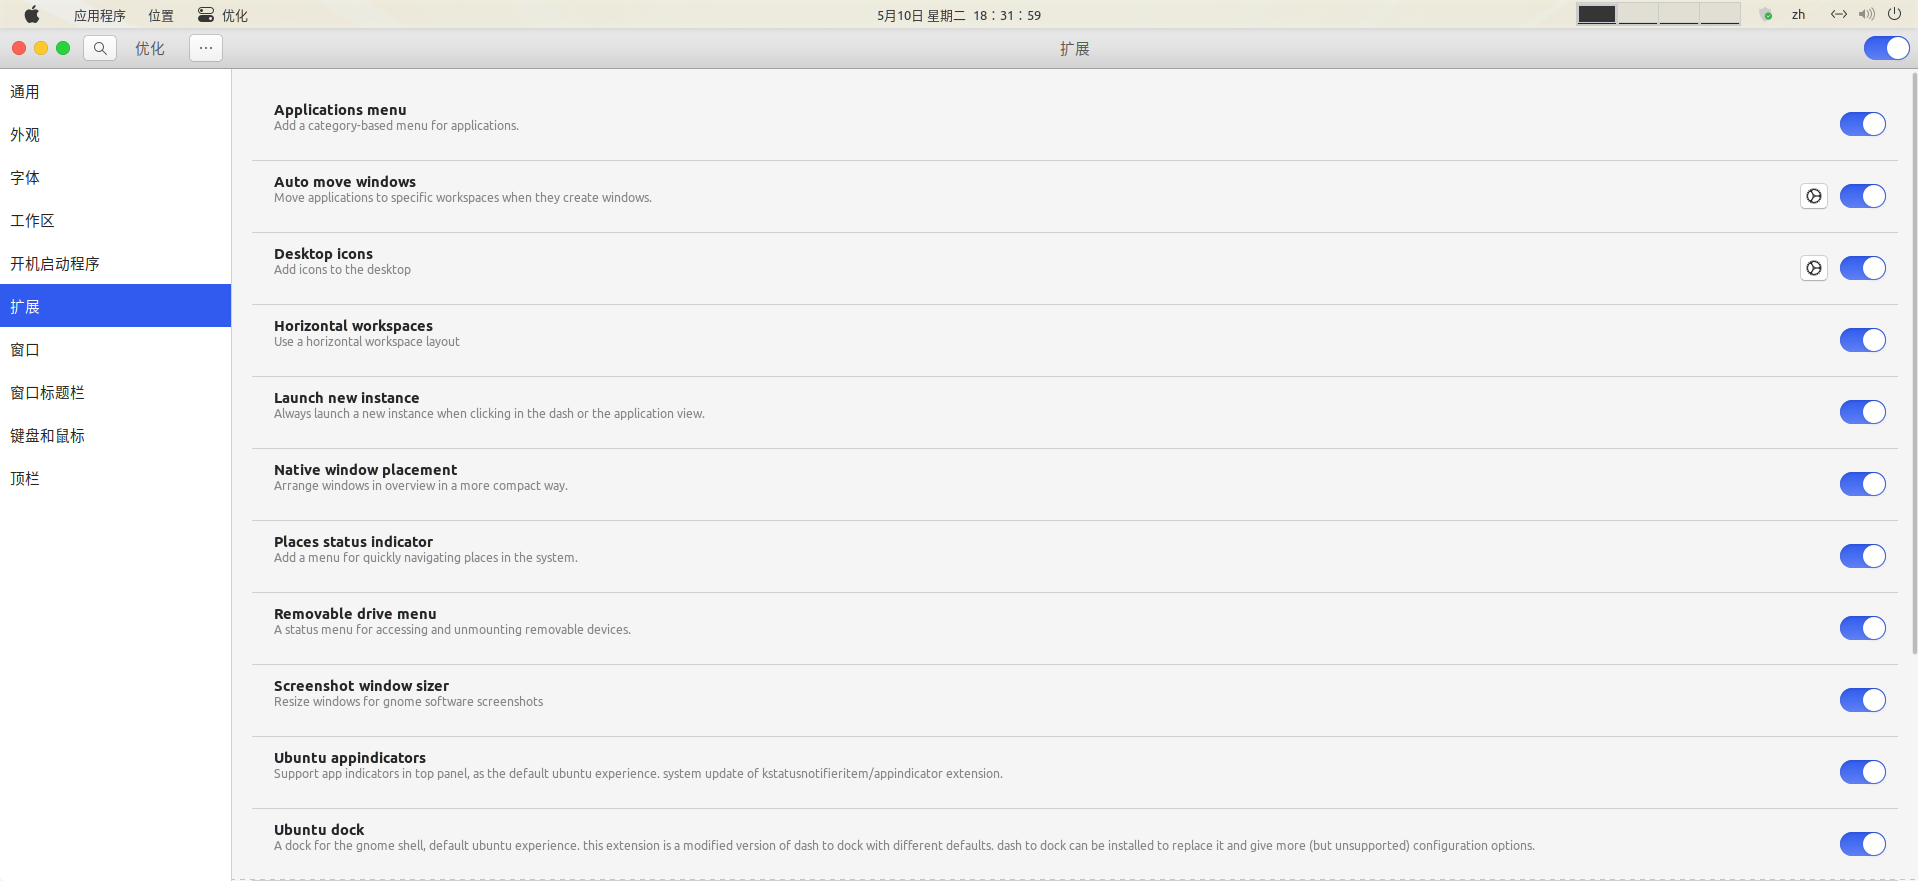 应用程序 位置 优化 5月10日 星期二 18：31：59 zh
优化 扩展
通用
外观
字体
工作区
开机启动程序
扩展
窗口
窗口标题栏
键盘和鼠标
顶栏
Applications menu
Add a category-based menu for applications.
Auto move windows
Move applications to specific workspaces when they create windows.
Desktop icons
Add icons to the desktop
Horizontal workspaces
Use a horizontal workspace layout
Launch new instance
Always launch a new instance when clicking in the dash or the application view.
Native window placement
Arrange windows in overview in a more compact way.
Places status indicator
Add a menu for quickly navigating places in the system.
Removable drive menu
A status menu for accessing and unmounting removable devices.
Screenshot window sizer
Resize windows for gnome software screenshots
Ubuntu appindicators
Support app indicators in top panel, as the default ubuntu experience. system update of kstatusnotifieritem/appindicator extension.
Ubuntu dock
A dock for the gnome shell, default ubuntu experience. this extension is a modified version of dash to dock with different defaults. dash to dock can be installed to replace it and give more (but unsupported) configuration options.